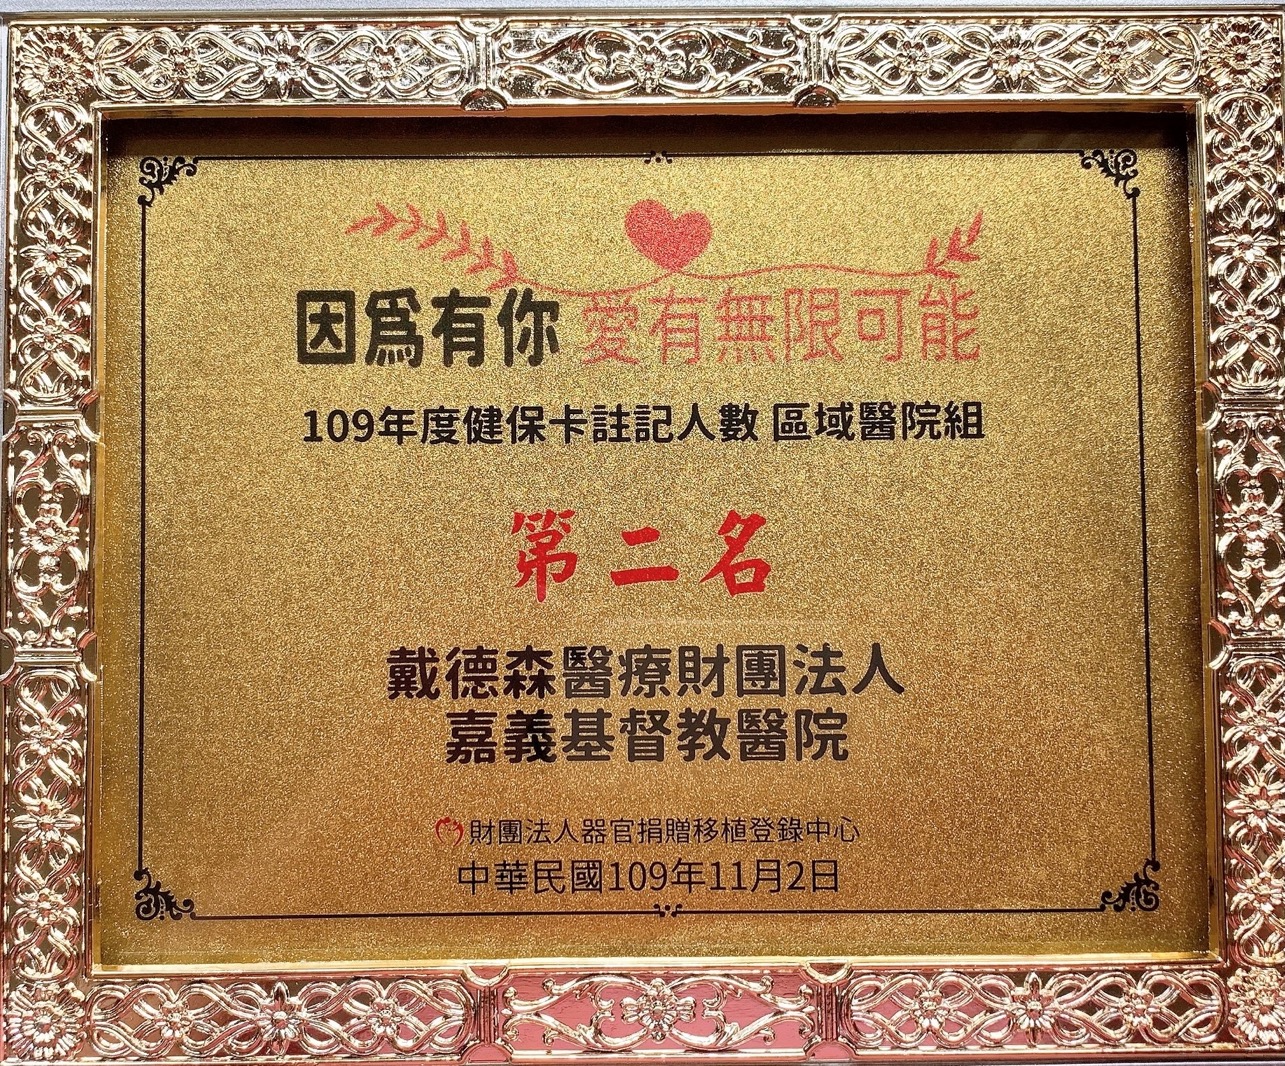 因為有你 愛有無限可能
109年度健保卡註記人數 區域醫院組
第二名
戴德森醫療財團法人
嘉義基督教醫院
財團法人器官捐贈移植登錄中心
中華民國109年11月2日